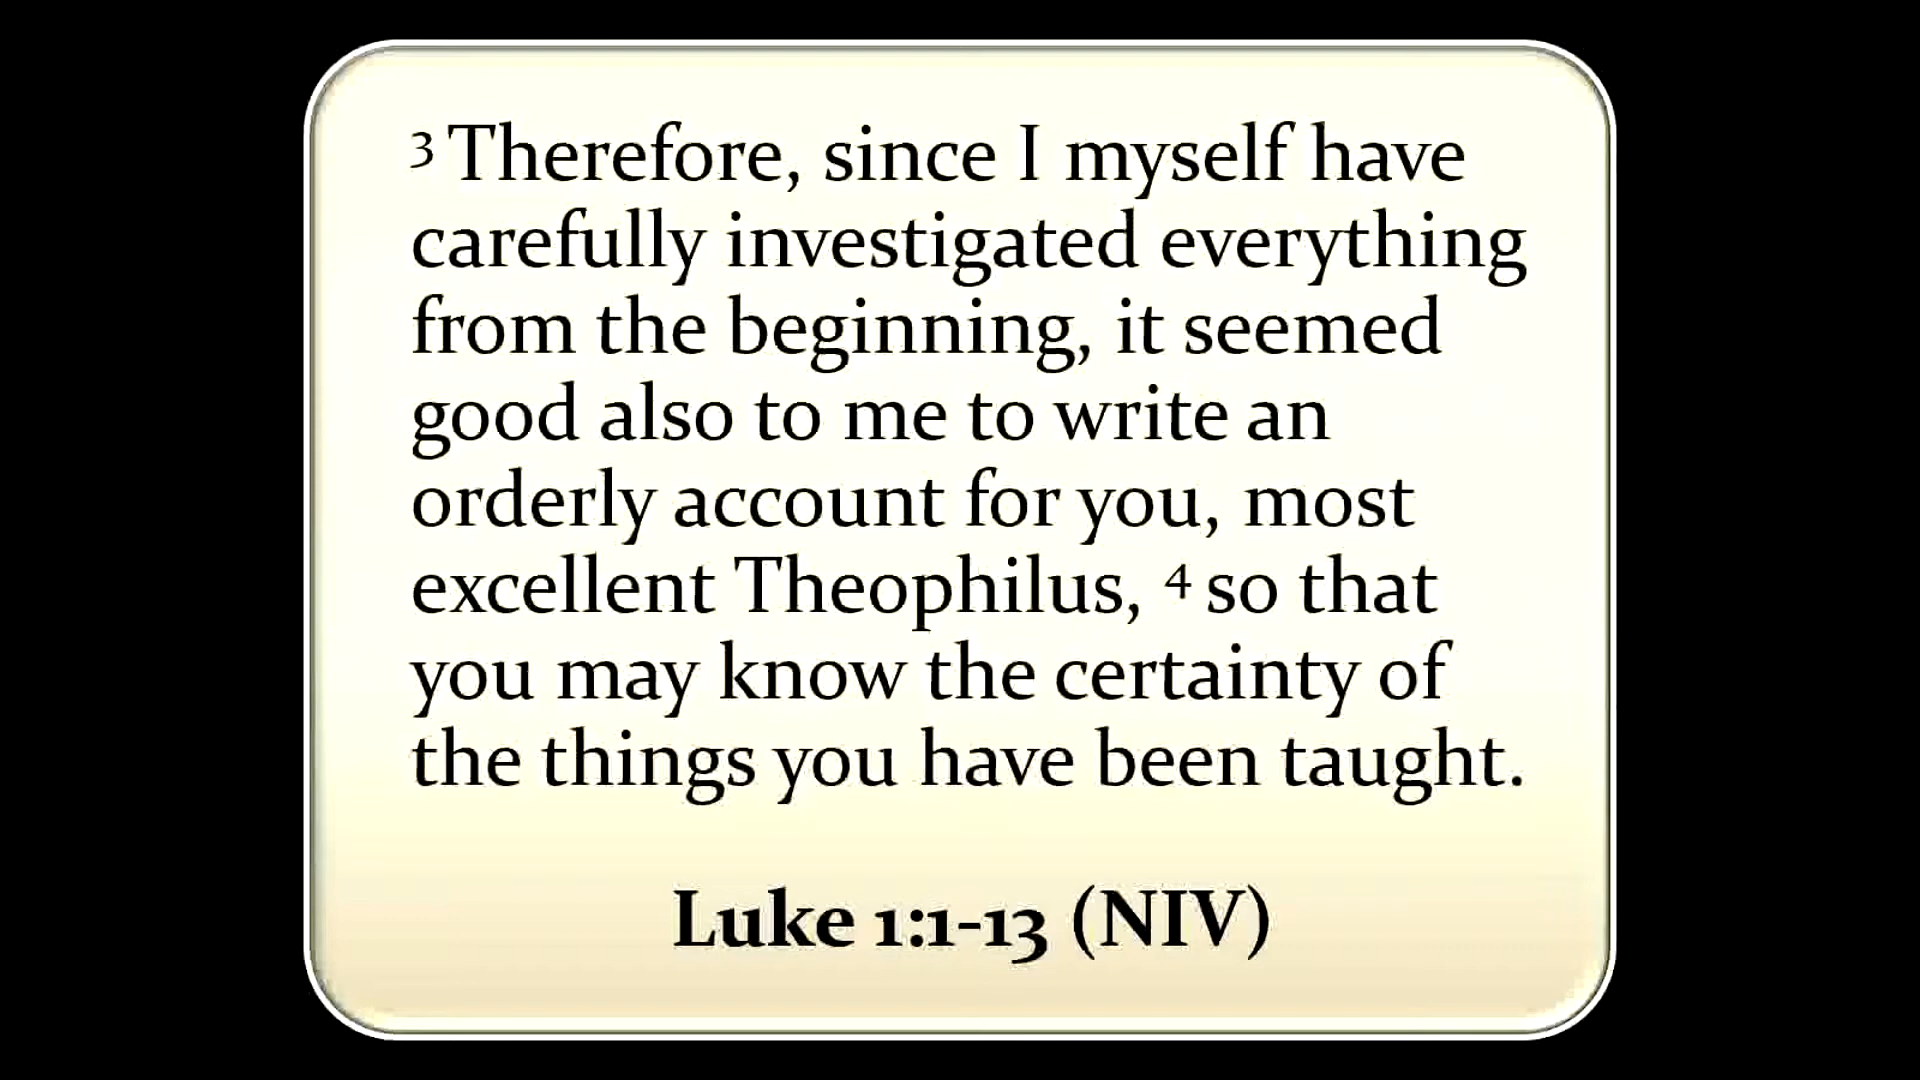 3 Therefore, since I myself have
carefully investigated everything
from the beginning, it seemed
good also to me to write an
orderly account for you, most
excellent Theophilus, 4 so that
you may know the certainty of
the things you have been taught.
Luke 1:1-13 (NIV)